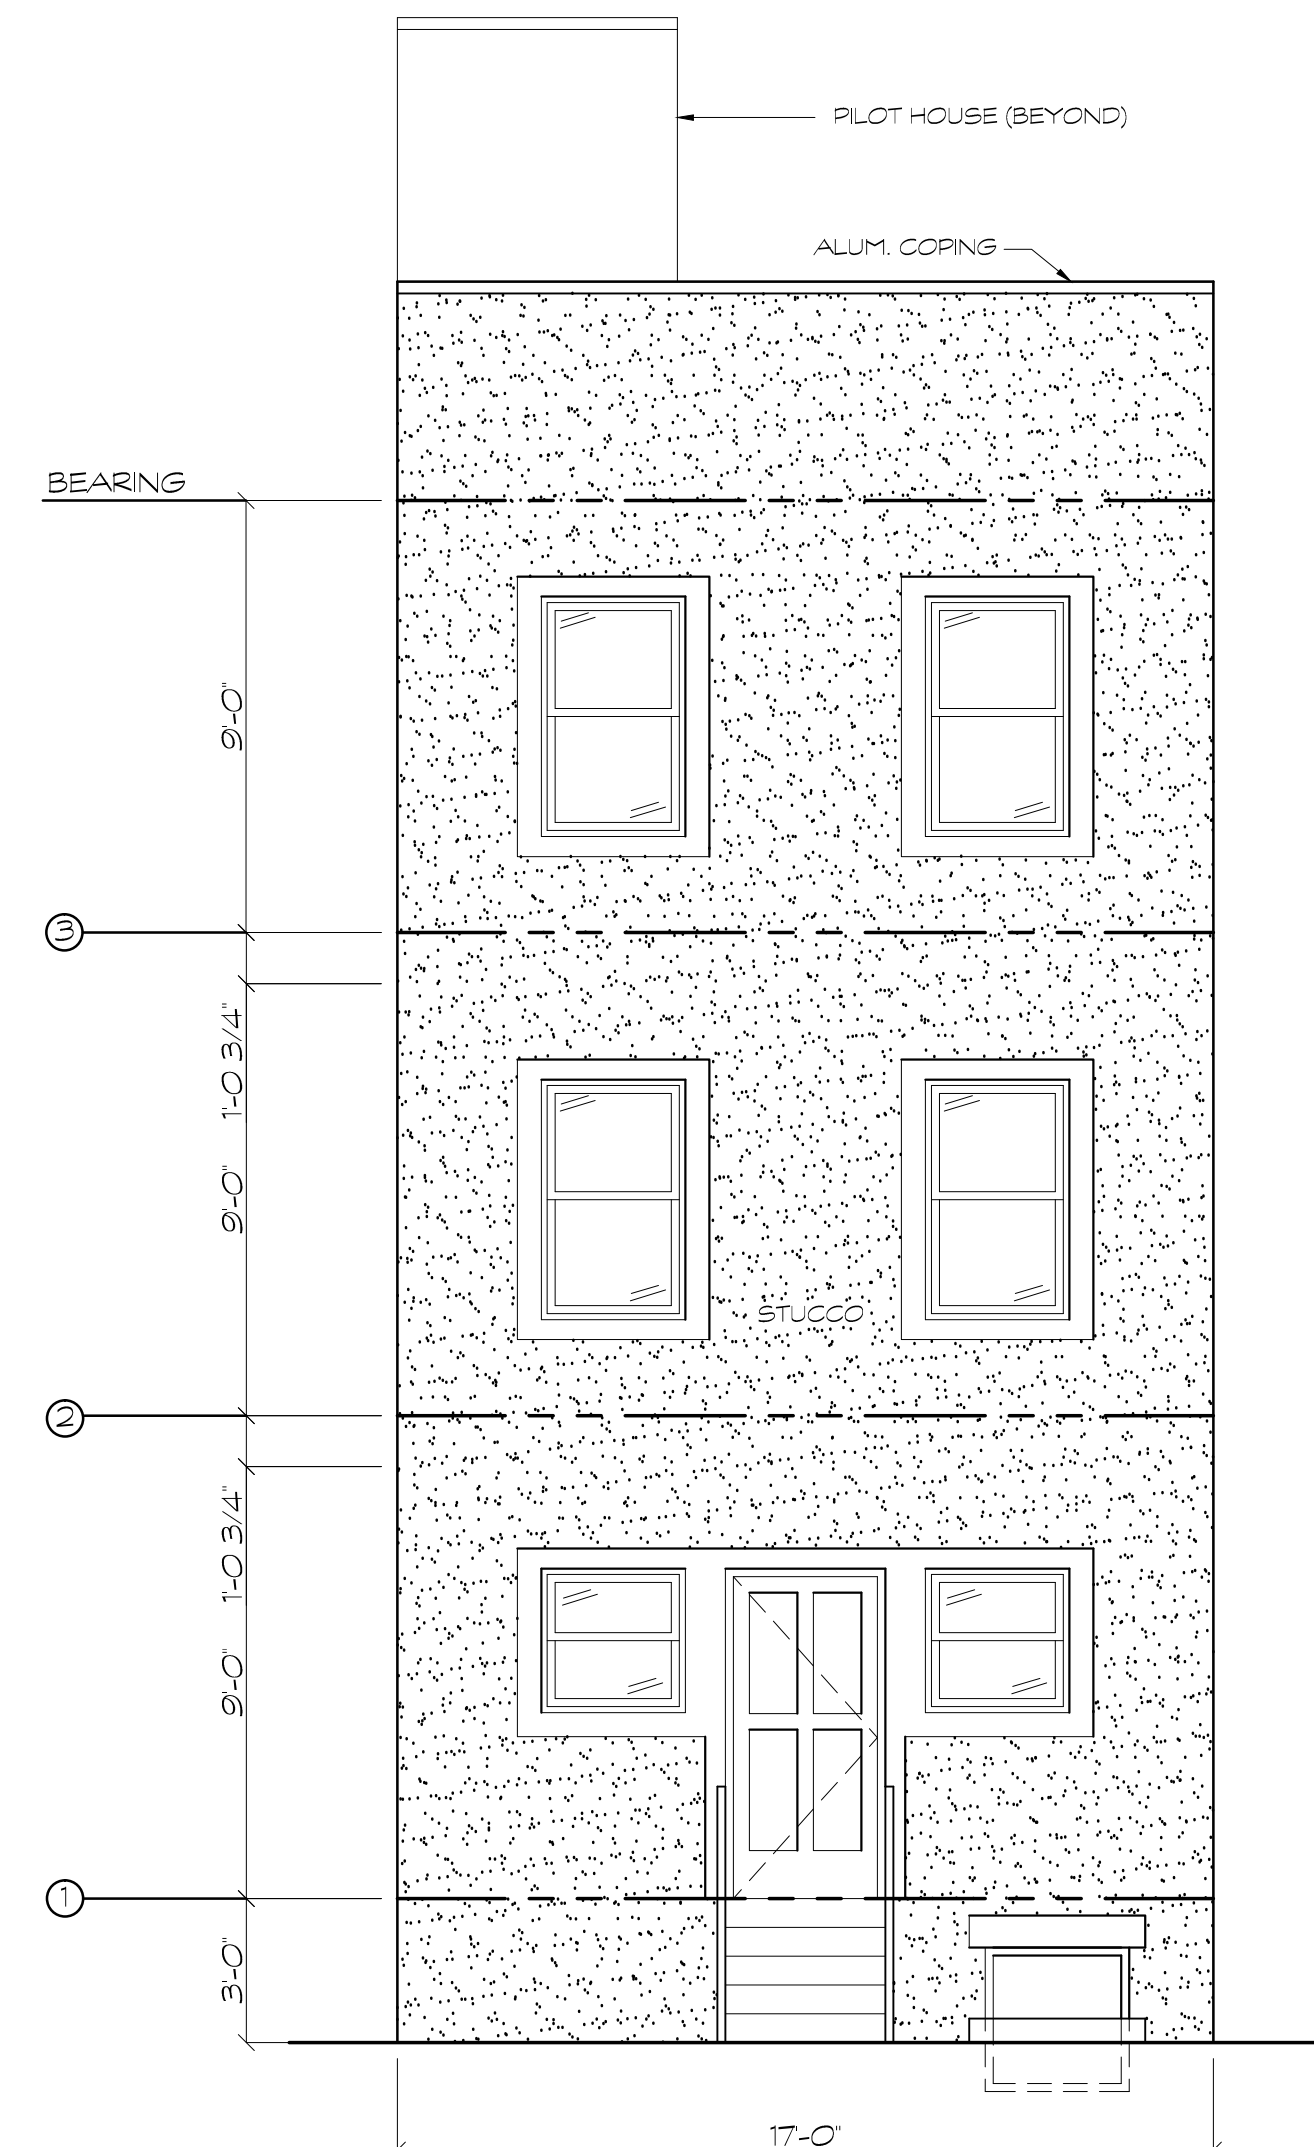 PILOT HOUSE (BEYOND)
ALUM. COPING
BEARING
9'-0"
3
1'-0 3/4"
9'-0"
STUCCO
2
1'-0 3/4"
9'-0"
1
3'-0"
17'-0"